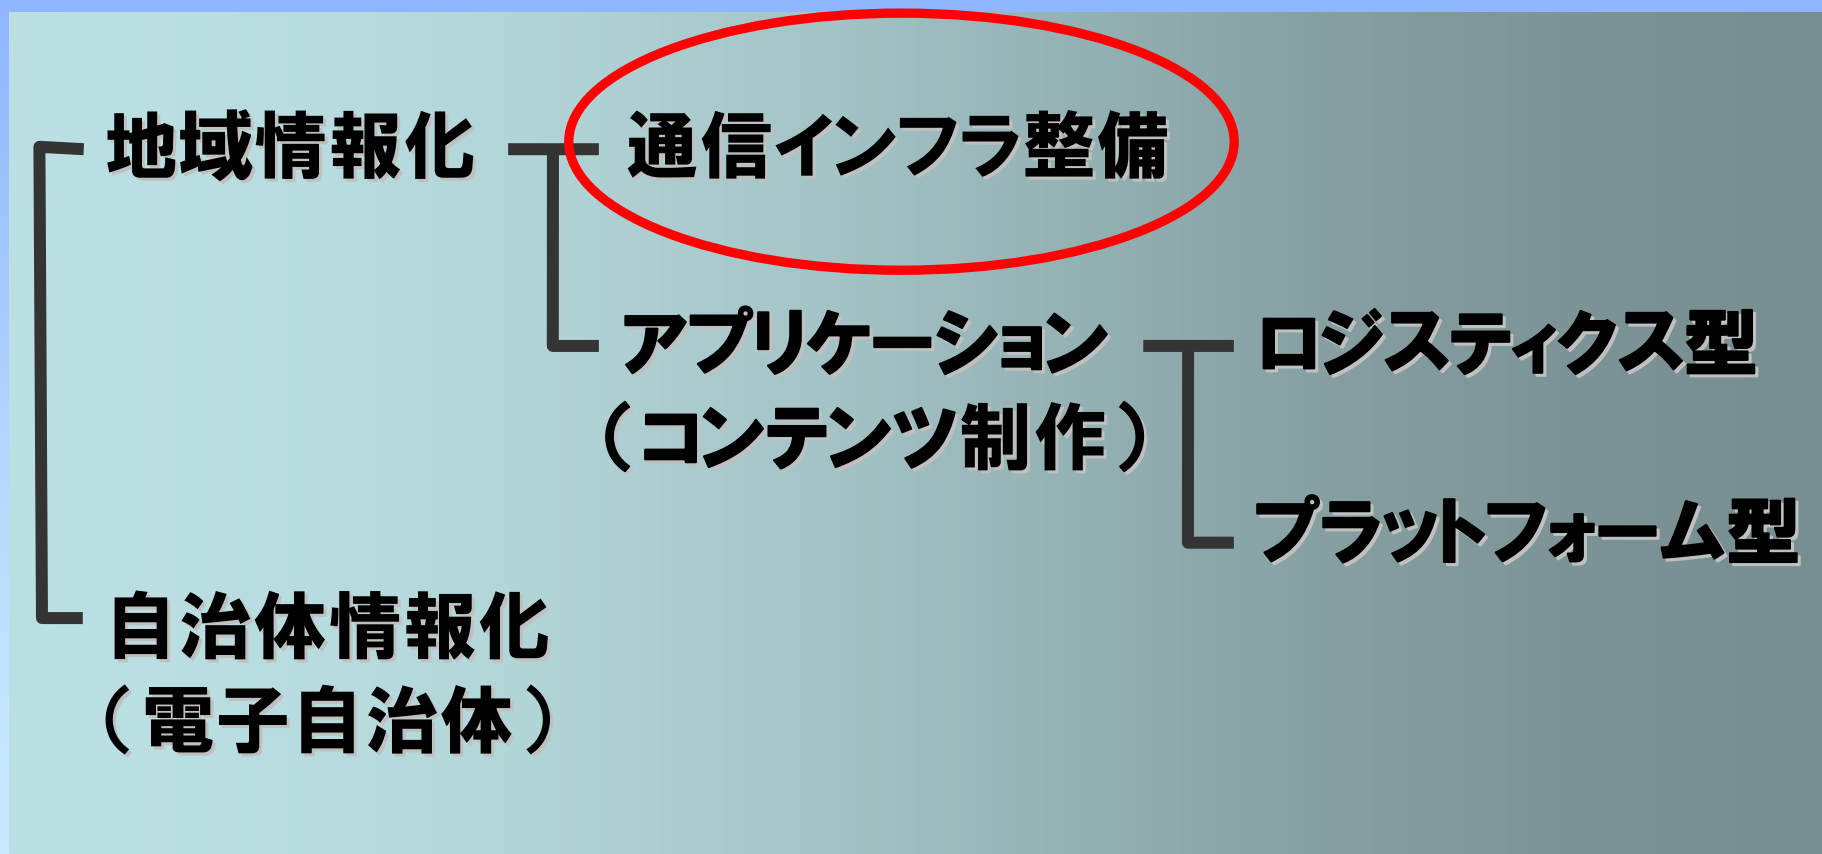 地域情報化
通信インフラ整備
アプリケーション
（コンテンツ制作）
ロジスティクス型
プラットフォーム型
自治体情報化
（電子自治体）